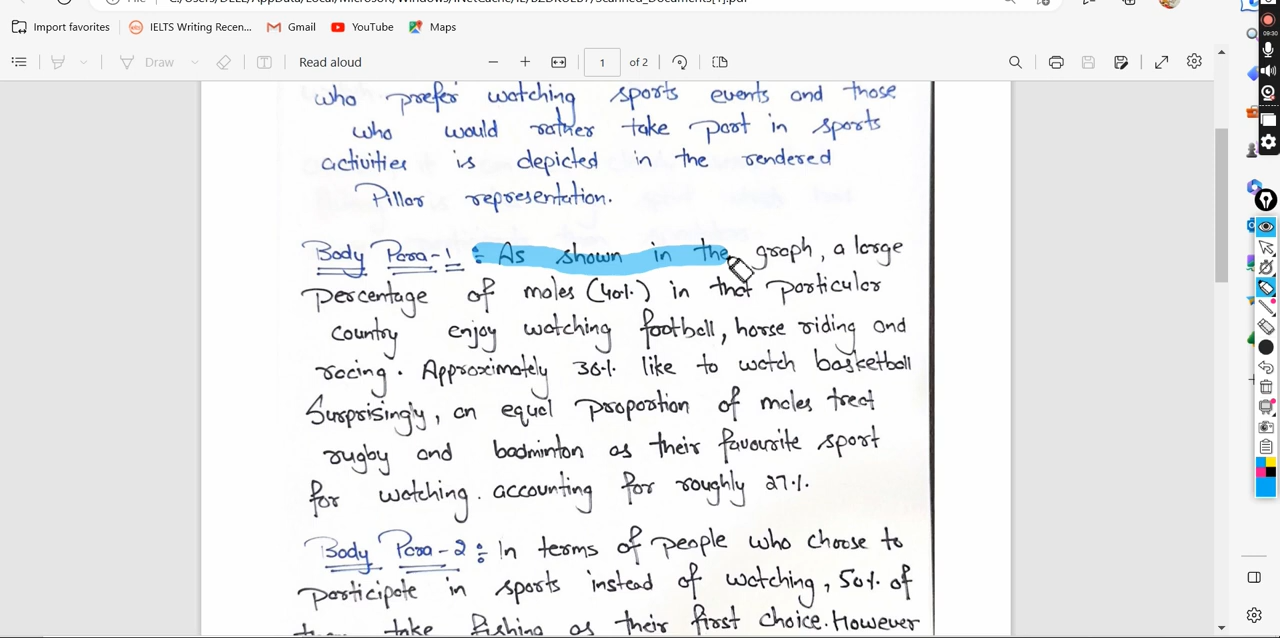 Import favorites IELTS Writing Recen... Gmail YouTube Maps
Draw Read aloud 1 of 2
09:30
who prefer watching sports events and those
who would rather take part in sports
activities is depicted in the rendered
Pillar representation.
Body Para-1 : As shown in the graph, a large
percentage of males (40%) in that particular
country enjoy watching football, horse riding and
racing. Approximately 36% like to watch basketball
Surprisingly, an equal proportion of males treat
rugby and badminton as their favourite sport
for watching. accounting for roughly 27%.
Body Para-2 : In terms of people who choose to
participate in sports instead of watching, 50% of
them take fishing as their first choice. However